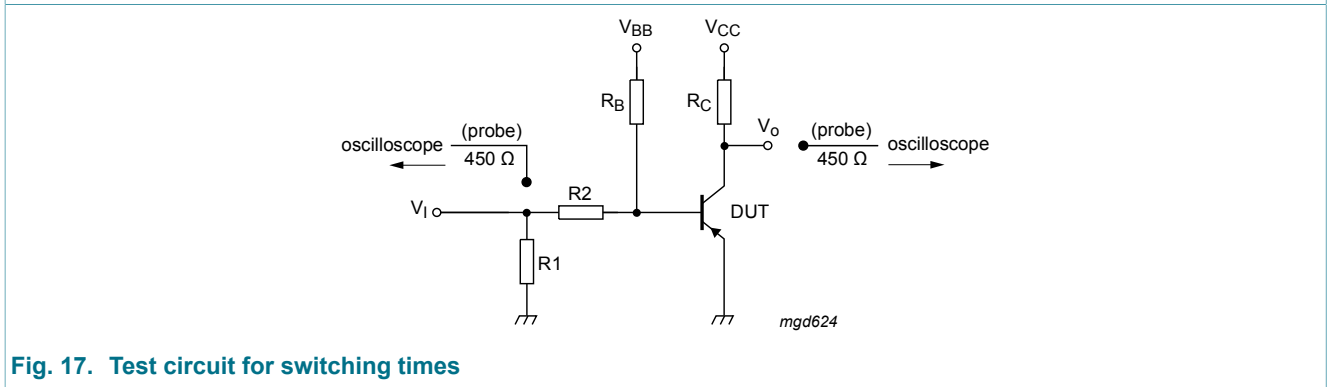 VBB
VCC
RB
RC
oscilloscope
(probe)
450 Ω
Vo
(probe)
450 Ω
oscilloscope
VI
R2
DUT
R1
mgd624
Fig. 17. Test circuit for switching times